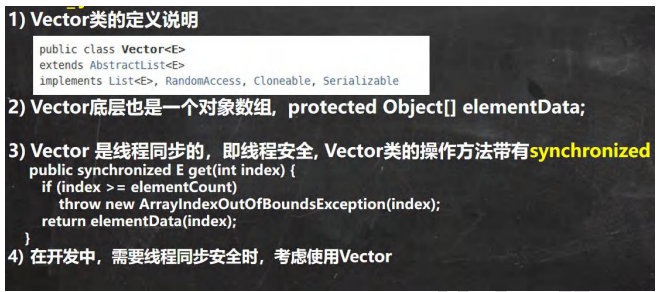 1) Vector类的定义说明
public class Vector<E>
extends AbstractList<E>
implements List<E>, RandomAccess, Cloneable, Serializable
2) Vector底层也是一个对象数组, protected Object[] elementData;
3) Vector 是线程同步的，即线程安全, Vector类的操作方法带有synchronized
public synchronized E get(int index) {
if (index >= elementCount)
throw new ArrayIndexOutOfBoundsException(index);
return elementData(index);
}
4) 在开发中，需要线程同步安全时，考虑使用Vector